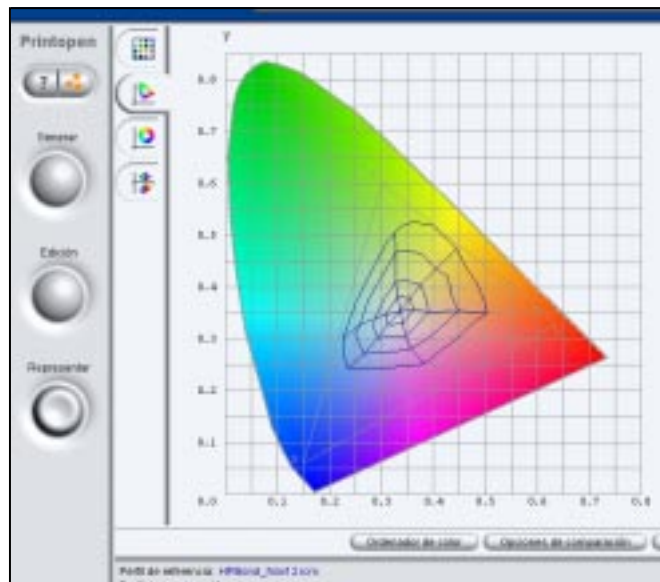 Printopen
Y
?
0.8
Terminar
0.7
0.6
Edición
0.5
0.4
0.3
Representar
0.2
0.1
0.0 0.1 0.2 0.3 0.4 0.5 0.6 0.7 0.8
Ordenador de color Opciones de comparación
Perfil de referencia: